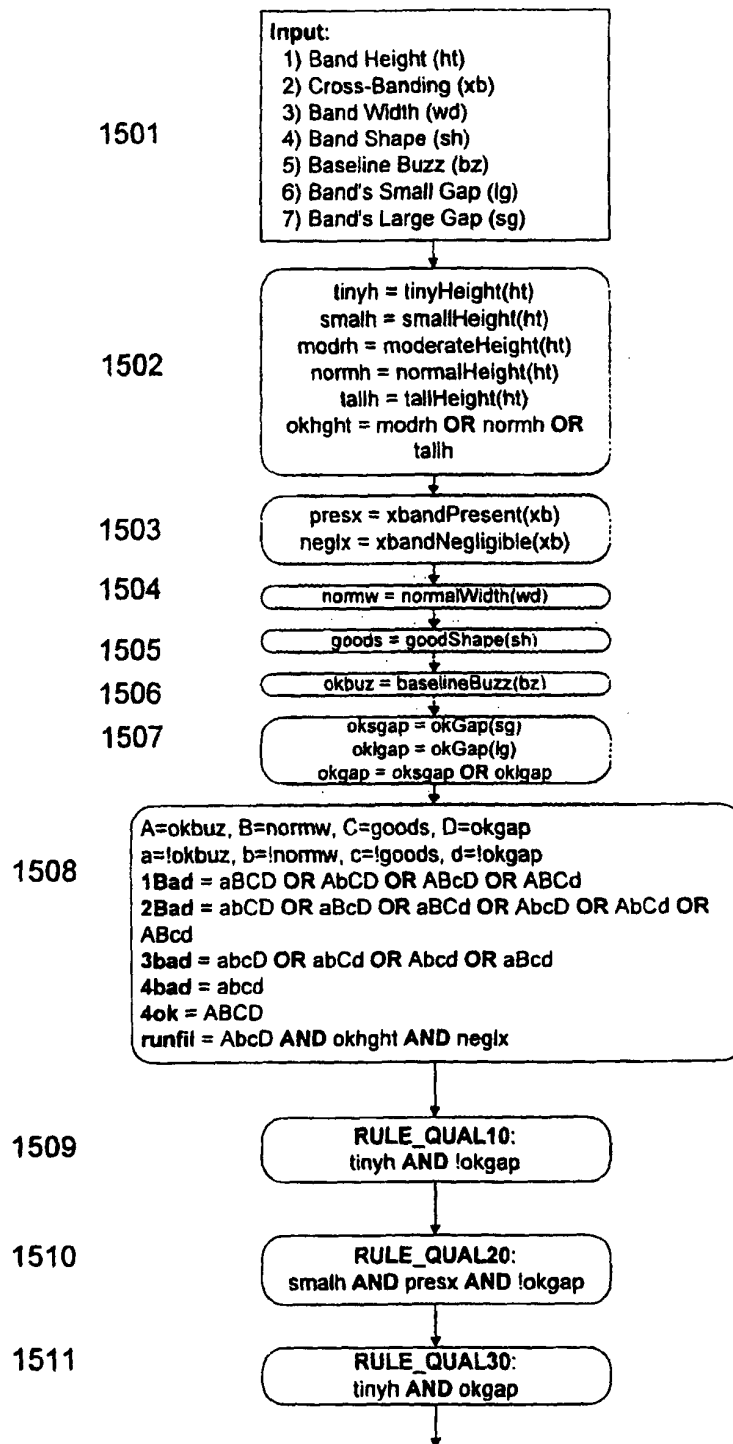 1501
Input:
1) Band Height (ht)
2) Cross-Banding (xb)
3) Band Width (wd)
4) Band Shape (sh)
5) Baseline Buzz (bz)
6) Band's Small Gap (lg)
7) Band's Large Gap (sg)
1502
tinyh = tinyHeight(ht)
smalh = smallHeight(ht)
modrh = moderateHeight(ht)
normh = normalHeight(ht)
tallh = tallHeight(ht)
okhght = modrh OR normh OR
tallh
1503
presx = xbandPresent(xb)
neglx = xbandNegligible(xb)
1504
normw = normalWidth(wd)
1505
goods = goodShape(sh)
1506
okbuz = baselineBuzz(bz)
1507
oksgap = okGap(sg)
oklgap = okGap(lg)
okgap = oksgap OR oklgap
1508
A=okbuz, B=normw, C=goods, D=okgap
a=!okbuz, b=!normw, c=!goods, d=!okgap
1Bad = aBCD OR AbCD OR ABcD OR ABCd
2Bad = abCD OR aBcD OR aBCd OR AbcD OR AbCd OR
ABcd
3bad = abcD OR abCd OR Abcd OR aBcd
4bad = abcd
4ok = ABCD
runfil = AbcD AND okhght AND neglx
1509
RULE_QUAL10:
tinyh AND !okgap
1510
RULE_QUAL20:
smalh AND presx AND !okgap
1511
RULE_QUAL30:
tinyh AND okgap